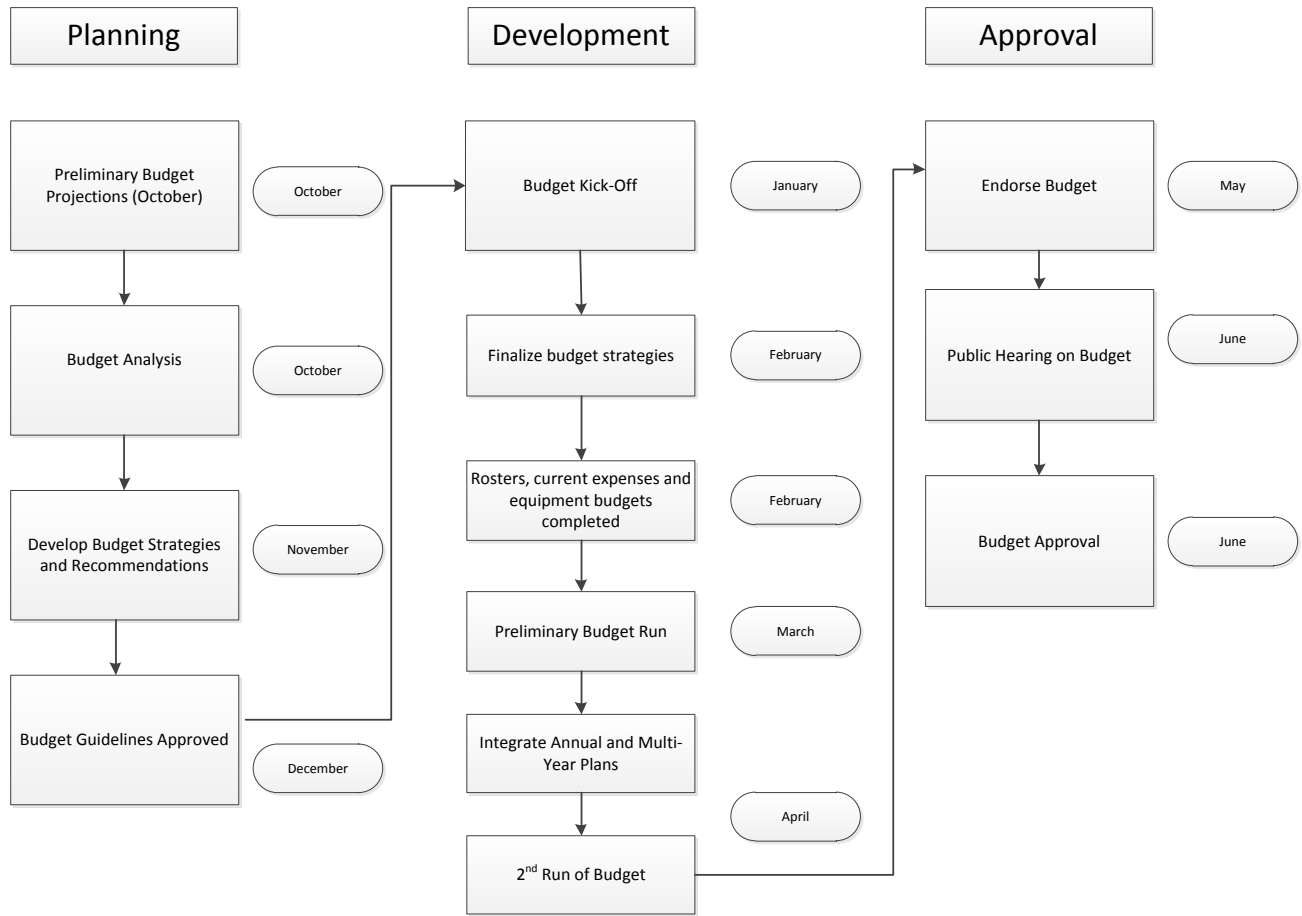 Planning
Development
Approval
Preliminary Budget
Projections (October)
October
Budget Analysis
October
Develop Budget Strategies
and Recommendations
November
Budget Guidelines Approved
December
Budget Kick-Off
January
Finalize budget strategies
February
Rosters, current expenses and
equipment budgets
completed
February
Preliminary Budget Run
March
Integrate Annual and Multi-
Year Plans
April
2nd Run of Budget
Endorse Budget
May
Public Hearing on Budget
June
Budget Approval
June